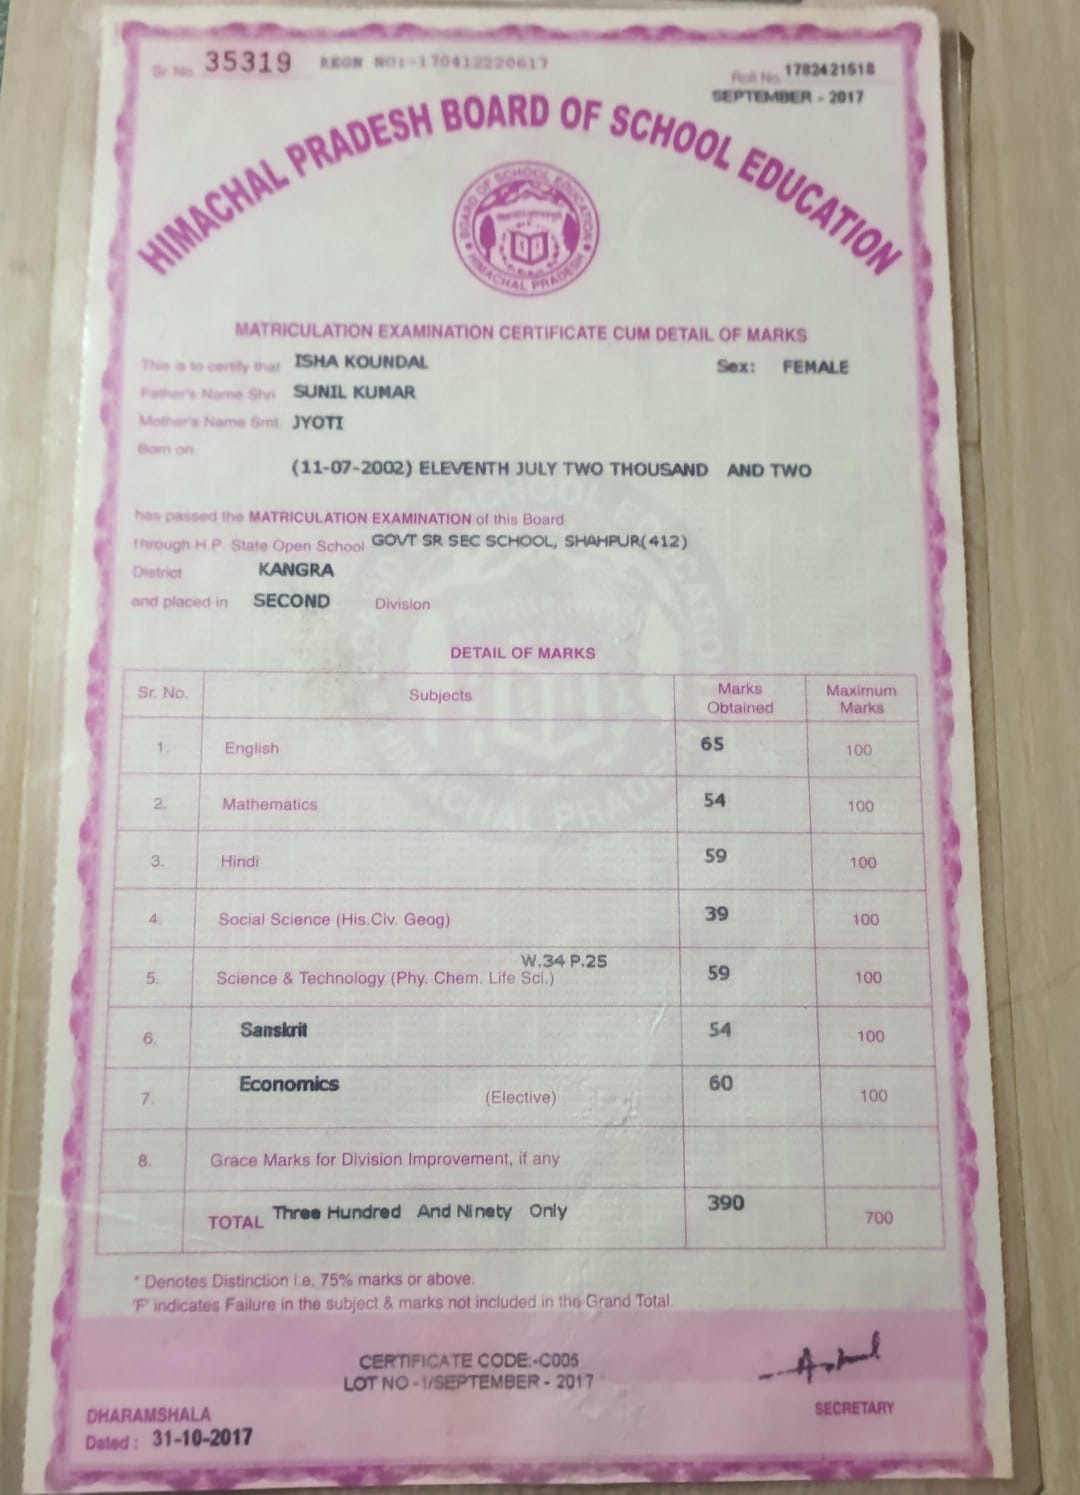 Sr. No. 35319 REGN NO:-170412220617
Roll No. 1782421518
SEPTEMBER - 2017
HIMACHAL PRADESH BOARD OF SCHOOL EDUCATION
BOARD OF SCHOOL EDUCATION
HIMACHAL PRADESH
MATRICULATION EXAMINATION CERTIFICATE CUM DETAIL OF MARKS
This is to certify that ISHA KOUNDAL Sex: FEMALE
Father's Name Shri SUNIL KUMAR
Mother's Name Smt. JYOTI
Born on
(11-07-2002) ELEVENTH JULY TWO THOUSAND AND TWO
has passed the MATRICULATION EXAMINATION of this Board
through H.P. State Open School GOVT SR SEC SCHOOL, SHAHPUR(412)
District KANGRA
and placed in SECOND Division
DETAIL OF MARKS
Sr. No. Subjects Marks Obtained Maximum Marks
1. English 65 100
2. Mathematics 54 100
3. Hindi 59 100
4. Social Science (His.Civ. Geog) 39 100
W.34 P.25
5. Science & Technology (Phy. Chem. Life Sci.) 59 100
6. Sanskrit 54 100
7. Economics (Elective) 60 100
8. Grace Marks for Division Improvement, if any
TOTAL Three Hundred And Ninety Only 390 700
* Denotes Distinction i.e. 75% marks or above.
'F' indicates Failure in the subject & marks not included in the Grand Total.
CERTIFICATE CODE:-C005
LOT NO -1/SEPTEMBER - 2017
DHARAMSHALA
SECRETARY
Dated : 31-10-2017